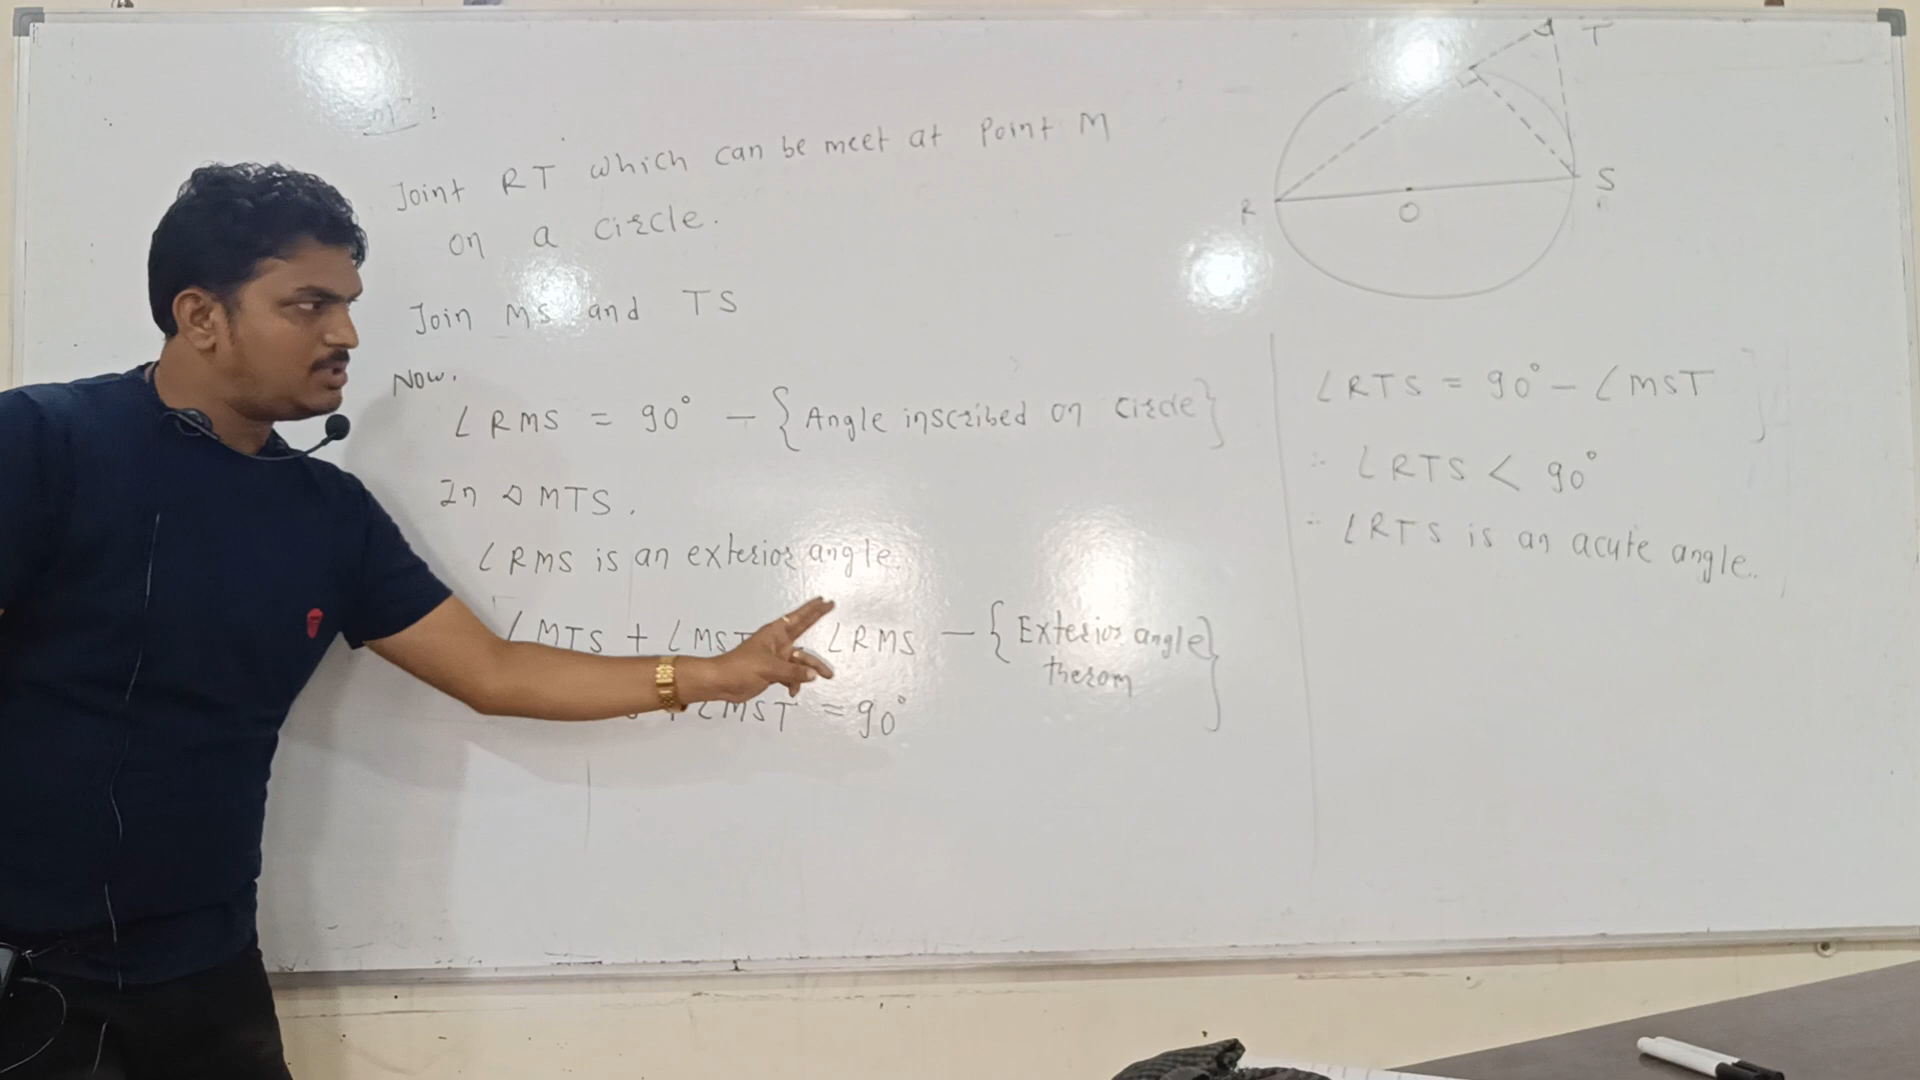 Joint RT which can be meet at Point M
on a circle.
Join MS and TS
Now.
∠RMS = 90° — {Angle inscribed on circle}
In △ MTS.
∠RMS is an exterior angle.
∠MTS + ∠MST ∠RMS — {Exterior angle
therom}
+ ∠MST = 90°
T
S
R
O
∠RTS = 90° - ∠MST
∴ ∠RTS < 90°
∴ ∠RTS is an acute angle.